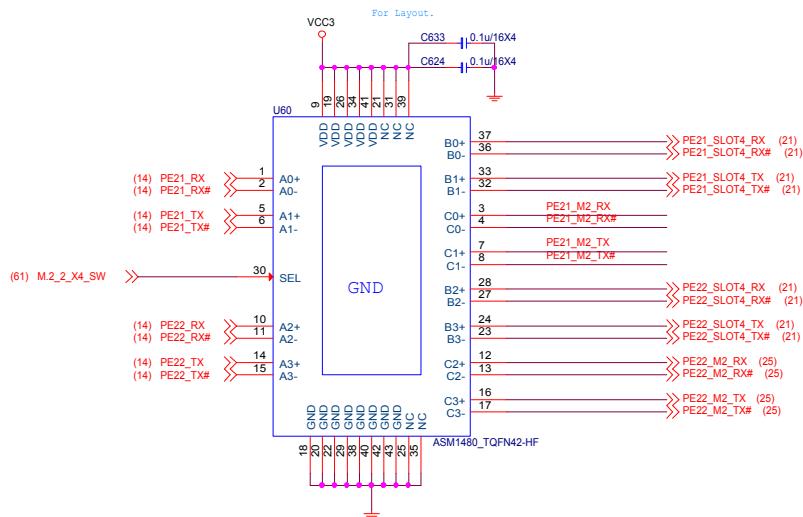 For Layout.
VCC3
C633 0.1u/16X4
C624 0.1u/16X4
9 19 26 34 41 21 31 39
U60
VDD VDD VDD VDD VDD NC NC NC
B0+ 37 PE21_SLOT4_RX (21)
B0- 36 PE21_SLOT4_RX# (21)
(14) PE21_RX 1 A0+
(14) PE21_RX# 2 A0-
B1+ 33 PE21_SLOT4_TX (21)
B1- 32 PE21_SLOT4_TX# (21)
(14) PE21_TX 5 A1+
(14) PE21_TX# 6 A1-
C0+ 3 PE21_M2_RX
C0- 4 PE21_M2_RX#
C1+ 7 PE21_M2_TX
C1- 8 PE21_M2_TX#
(61) M.2_2_X4_SW 30 SEL
GND
B2+ 28 PE22_SLOT4_RX (21)
B2- 27 PE22_SLOT4_RX# (21)
(14) PE22_RX 10 A2+
(14) PE22_RX# 11 A2-
B3+ 24 PE22_SLOT4_TX (21)
B3- 23 PE22_SLOT4_TX# (21)
(14) PE22_TX 14 A3+
(14) PE22_TX# 15 A3-
C2+ 12 PE22_M2_RX (25)
C2- 13 PE22_M2_RX# (25)
C3+ 16 PE22_M2_TX (25)
C3- 17 PE22_M2_TX# (25)
GND GND GND GND GND GND GND GND NC NC
ASM1480_TQFN42-HF
18 20 22 29 38 40 42 43 25 35